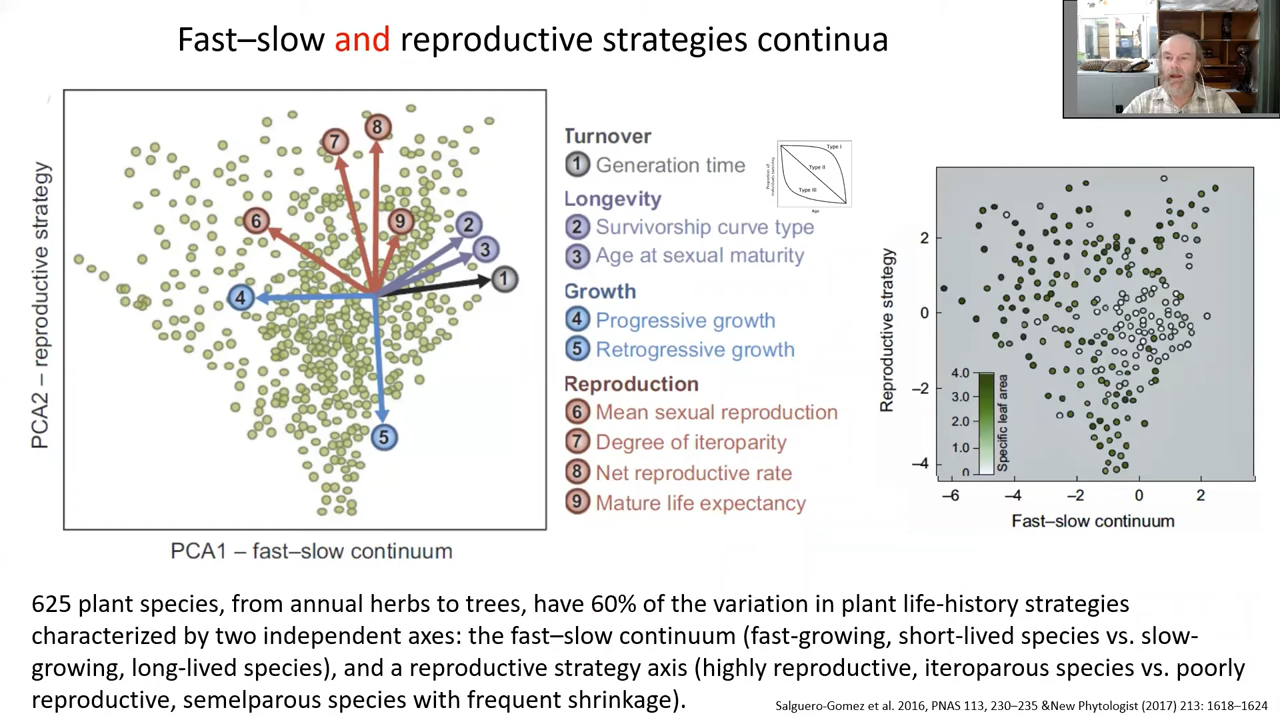 Fast–slow and reproductive strategies continua
PCA2 – reproductive strategy
7
8
6
9
2
3
1
4
5
PCA1 – fast–slow continuum
Turnover
1 Generation time
Longevity
2 Survivorship curve type
3 Age at sexual maturity
Growth
4 Progressive growth
5 Retrogressive growth
Reproduction
6 Mean sexual reproduction
7 Degree of iteroparity
8 Net reproductive rate
9 Mature life expectancy
Type I
Type II
Type III
Age
Reproductive strategy
2
0
−2
−4
4.0
3.0
2.0
1.0
0
Specific leaf area
−6 −4 −2 0 2
Fast–slow continuum
625 plant species, from annual herbs to trees, have 60% of the variation in plant life-history strategies
characterized by two independent axes: the fast–slow continuum (fast-growing, short-lived species vs. slow-
growing, long-lived species), and a reproductive strategy axis (highly reproductive, iteroparous species vs. poorly
reproductive, semelparous species with frequent shrinkage).
Salguero-Gomez et al. 2016, PNAS 113, 230–235 &New Phytologist (2017) 213: 1618–1624